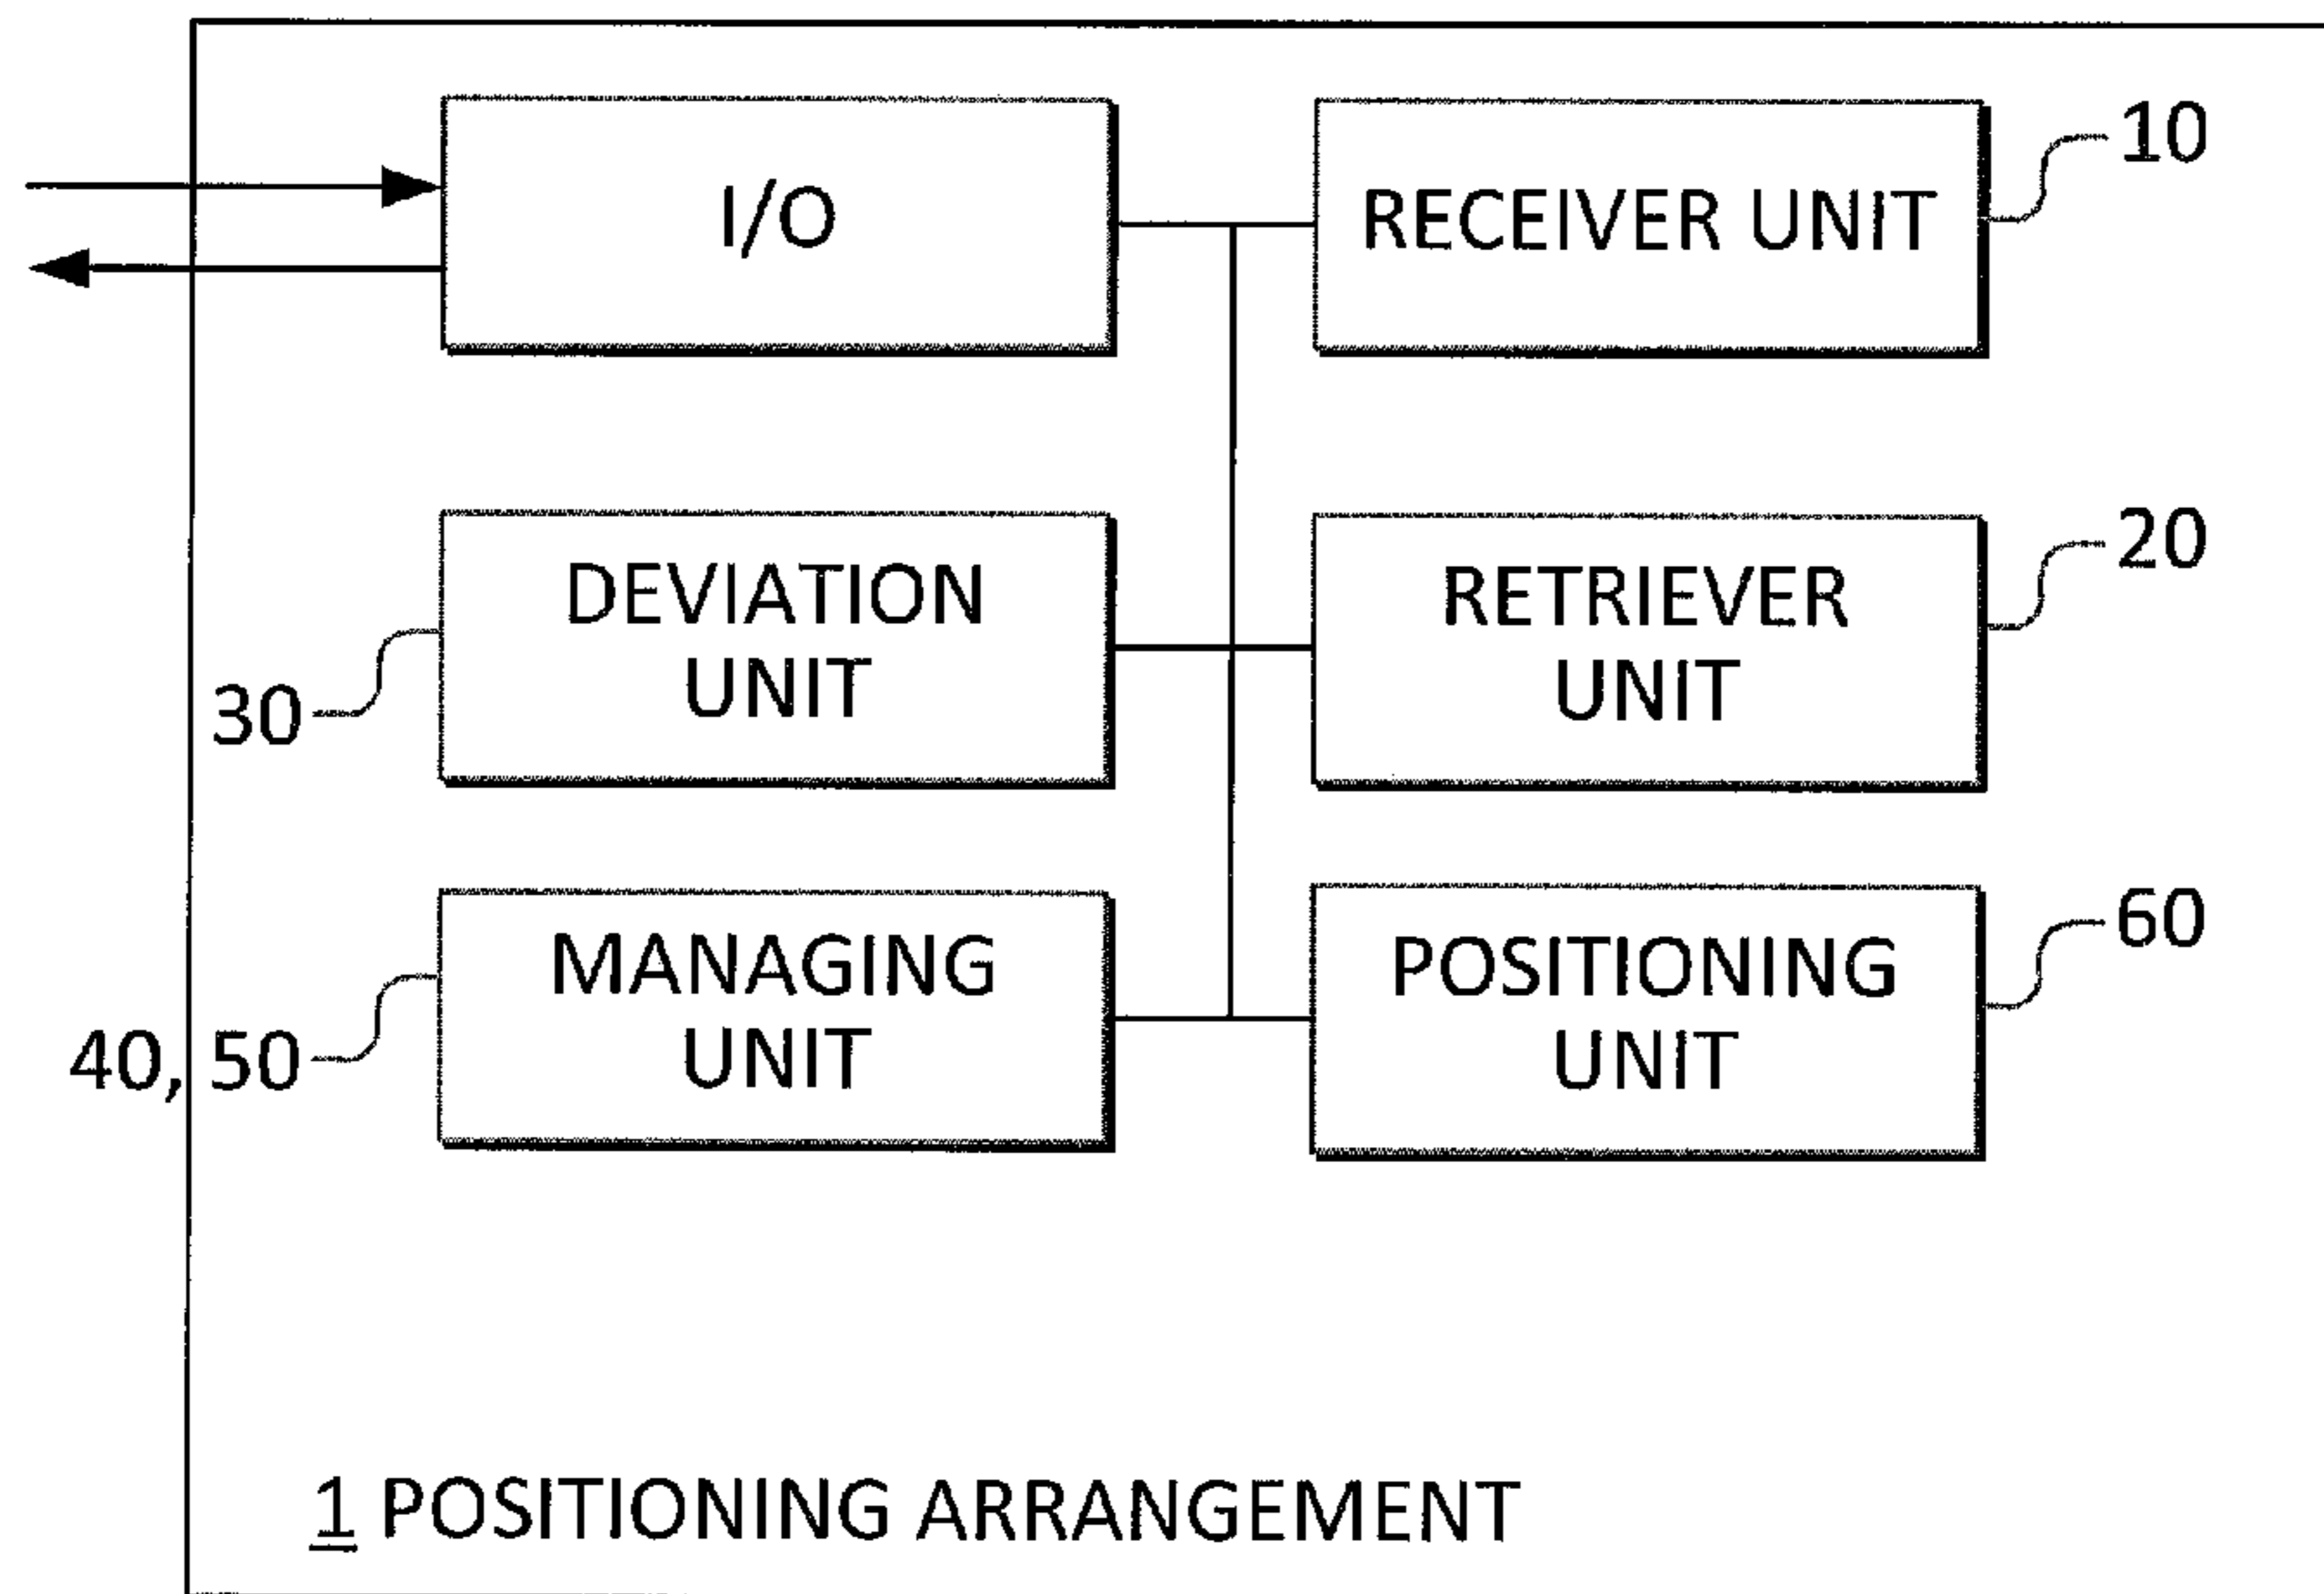 I/O
RECEIVER UNIT
10
DEVIATION
UNIT
30
RETRIEVER
UNIT
20
MANAGING
UNIT
40, 50
POSITIONING
UNIT
60
1 POSITIONING ARRANGEMENT